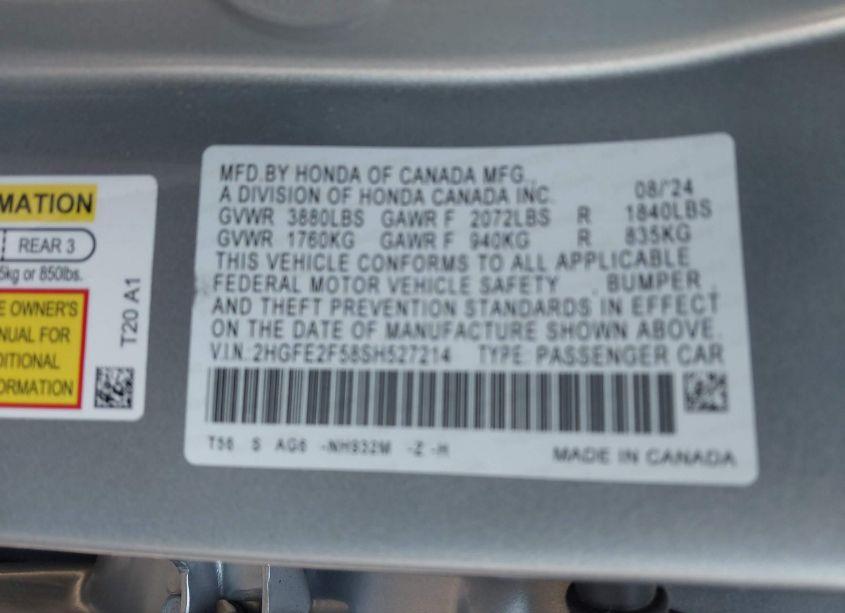 MATION
REAR 3
5kg or 850lbs.
E OWNER'S
NUAL FOR
DITIONAL
ORMATION
T20 A1
MFD.BY HONDA OF CANADA MFG.,
A DIVISION OF HONDA CANADA INC. 08/'24
GVWR 3880LBS GAWR F 2072LBS R 1840LBS
GVWR 1760KG GAWR F 940KG R 835KG
THIS VEHICLE CONFORMS TO ALL APPLICABLE
FEDERAL MOTOR VEHICLE SAFETY , BUMPER ,
AND THEFT PREVENTION STANDARDS IN EFFECT
ON THE DATE OF MANUFACTURE SHOWN ABOVE.
V.I.N.:2HGFE2F58SH527214 TYPE: PASSENGER CAR
T56 S AG6 -NH932M -Z -H
MADE IN CANADA